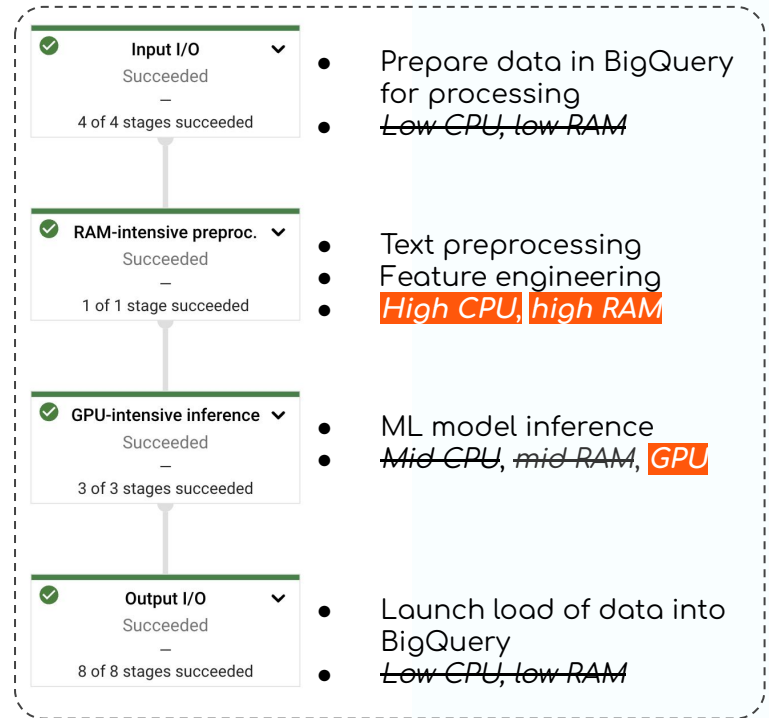 Input I/O
Succeeded
—
4 of 4 stages succeeded
● Prepare data in BigQuery
for processing
● Low CPU, low RAM
RAM-intensive preproc.
Succeeded
—
1 of 1 stage succeeded
● Text preprocessing
● Feature engineering
● High CPU, high RAM
GPU-intensive inference
Succeeded
—
3 of 3 stages succeeded
● ML model inference
● Mid CPU, mid RAM, GPU
Output I/O
Succeeded
—
8 of 8 stages succeeded
● Launch load of data into
BigQuery
● Low CPU, low RAM